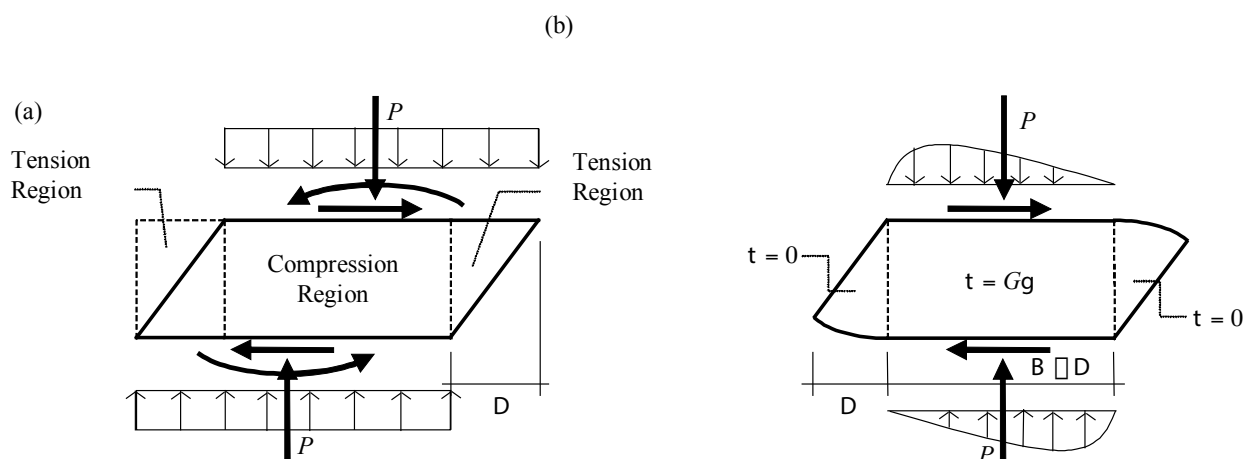 (b)
(a)
P
Tension
Region
Tension
Region
Compression
Region
D
P
P
t = 0
t = Gg
t = 0
B □ D
D
P